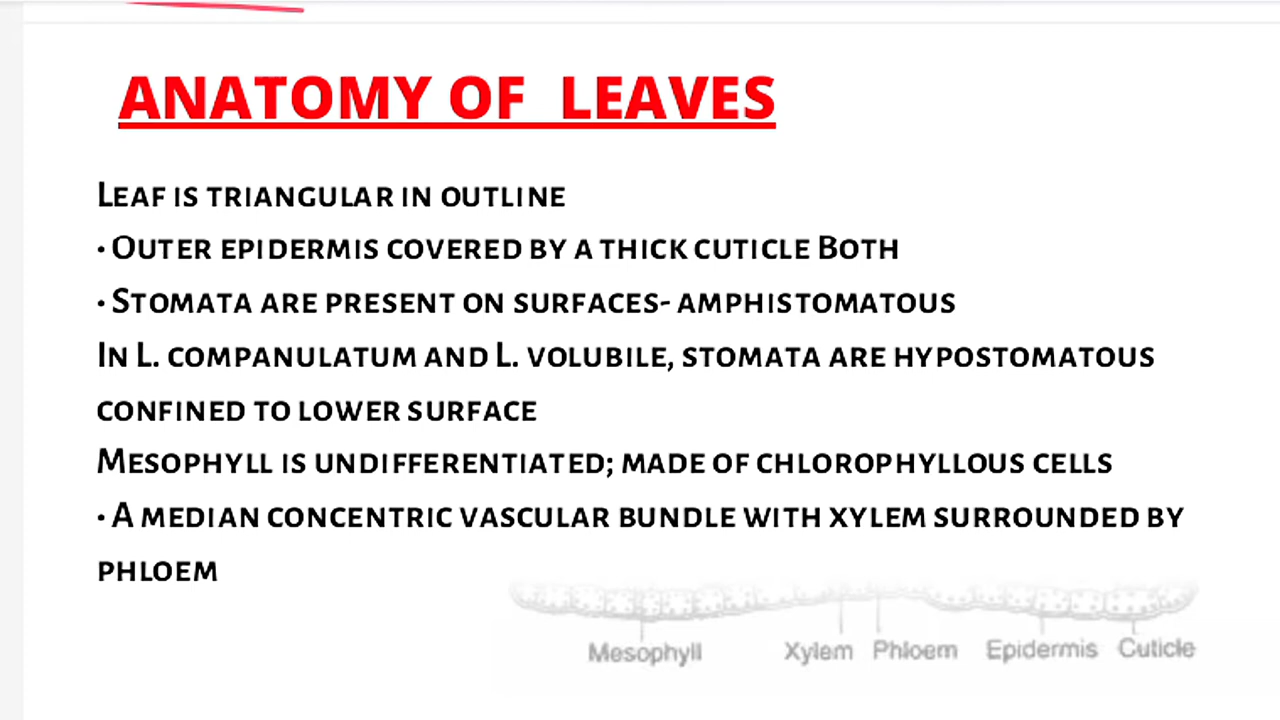 ANATOMY OF LEAVES
LEAF IS TRIANGULAR IN OUTLINE
• OUTER EPIDERMIS COVERED BY A THICK CUTICLE BOTH
• STOMATA ARE PRESENT ON SURFACES- AMPHISTOMATOUS
IN L. COMPANULATUM AND L. VOLUBILE, STOMATA ARE HYPOSTOMATOUS
CONFINED TO LOWER SURFACE
MESOPHYLL IS UNDIFFERENTIATED; MADE OF CHLOROPHYLLOUS CELLS
• A MEDIAN CONCENTRIC VASCULAR BUNDLE WITH XYLEM SURROUNDED BY
PHLOEM
Mesophyll Xylem Phloem Epidermis Cuticle